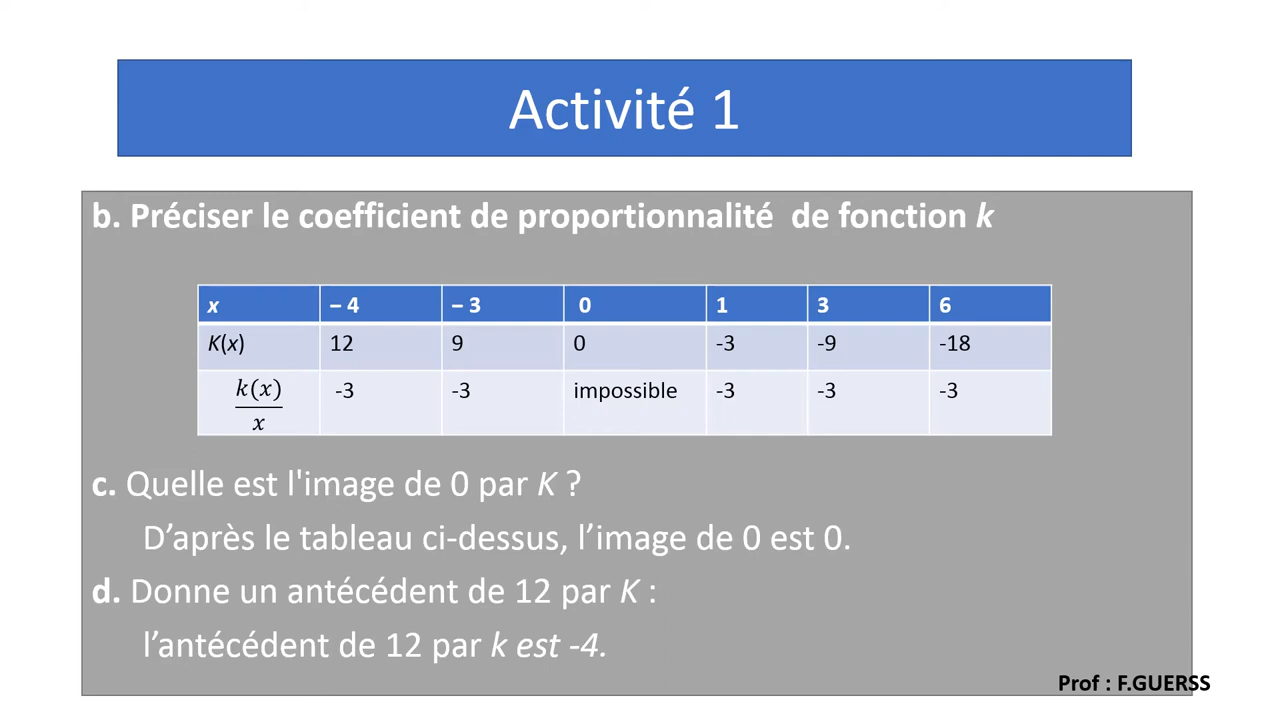 Activité 1
b. Préciser le coefficient de proportionnalité de fonction k
x – 4 – 3 0 1 3 6
K(x) 12 9 0 -3 -9 -18
k(x)/x -3 -3 impossible -3 -3 -3
c. Quelle est l'image de 0 par K ?
D’après le tableau ci-dessus, l’image de 0 est 0.
d. Donne un antécédent de 12 par K :
l’antécédent de 12 par k est -4.
Prof : F.GUERSS